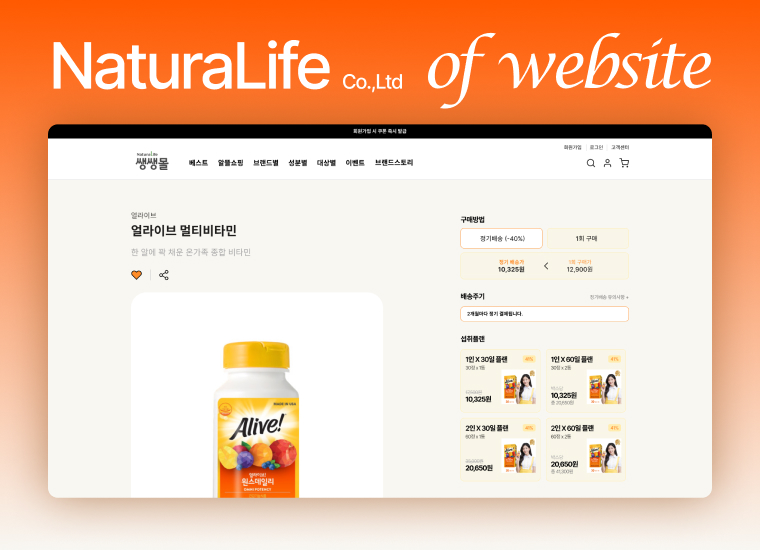 NaturaLife Co.,Ltd of website
회원가입 시 쿠폰 즉시 발급
회원가입 로그인 고객센터
Naturalife
쌩쌩몰
베스트 알뜰쇼핑 브랜드별 성분별 대상별 이벤트 브랜드스토리
얼라이브
얼라이브 멀티비타민
한 알에 꽉 채운 온가족 종합 비타민
MADE IN USA
Alive!
원스데일리
구매방법
정기배송 (-40%) 1회 구매
정기 배송가 1회 구매가
10,325원 12,900원
배송주기
정기배송 유의사항 >
2개월마다 정기 결제됩니다.
섭취플랜
1인 X 30일 플랜
30정 x 1통
10,325원
1인 X 60일 플랜
30정 x 2통
10,325원
2인 X 30일 플랜
60정 x 1통
20,650원
2인 X 60일 플랜
60정 x 2통
20,650원